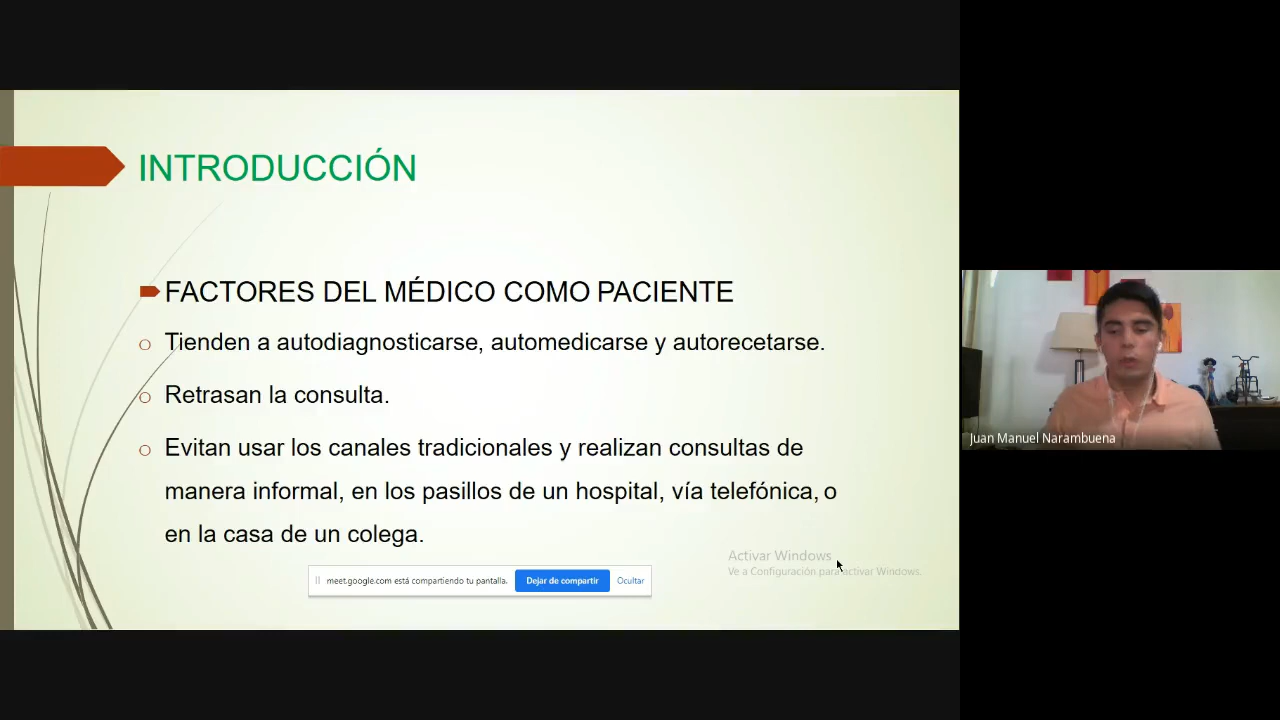 INTRODUCCIÓN
FACTORES DEL MÉDICO COMO PACIENTE
Tienden a autodiagnosticarse, automedicarse y autorecetarse.
Retrasan la consulta.
Evitan usar los canales tradicionales y realizan consultas de
manera informal, en los pasillos de un hospital, vía telefónica, o
en la casa de un colega.
Activar Windows
Ve a Configuración para activar Windows.
meet.google.com está compartiendo tu pantalla.
Dejar de compartir
Ocultar
Juan Manuel Narambuena